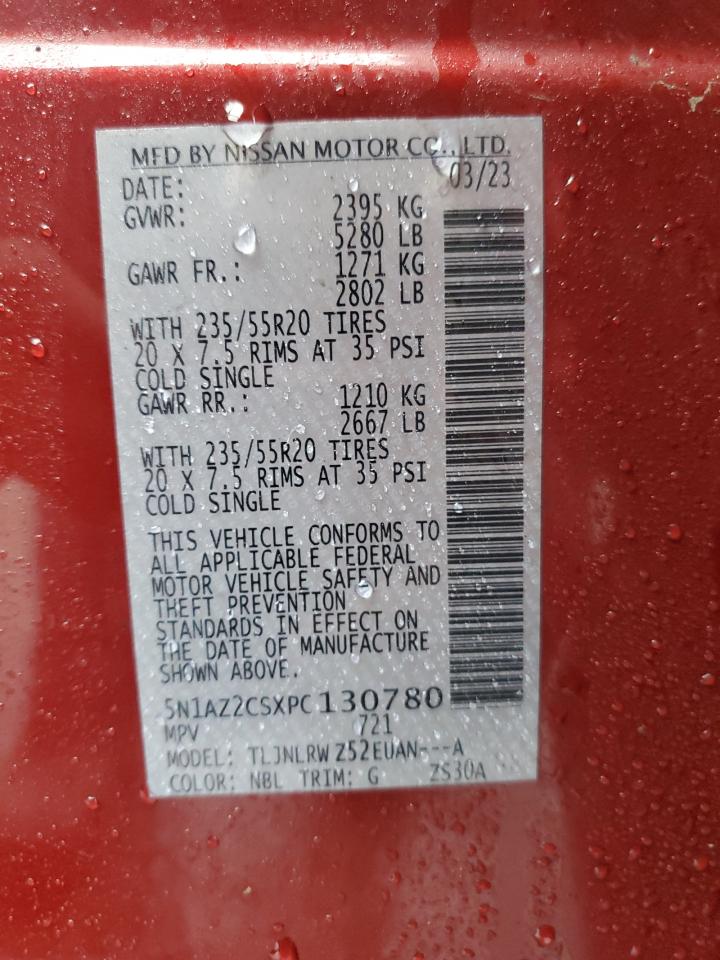 MFD BY NISSAN MOTOR CO., LTD.
DATE: 03/23
GVWR: 2395 KG
5280 LB
GAWR FR.: 1271 KG
2802 LB
WITH 235/55R20 TIRES
20 X 7.5 RIMS AT 35 PSI
COLD SINGLE
GAWR RR.: 1210 KG
2667 LB
WITH 235/55R20 TIRES
20 X 7.5 RIMS AT 35 PSI
COLD SINGLE
THIS VEHICLE CONFORMS TO
ALL APPLICABLE FEDERAL
MOTOR VEHICLE SAFETY AND
THEFT PREVENTION
STANDARDS IN EFFECT ON
THE DATE OF MANUFACTURE
SHOWN ABOVE.
5N1AZ2CSXPC130780
MPV 721
MODEL: TLJNLRW Z52EUAN---A
COLOR: NBL TRIM: G ZS30A